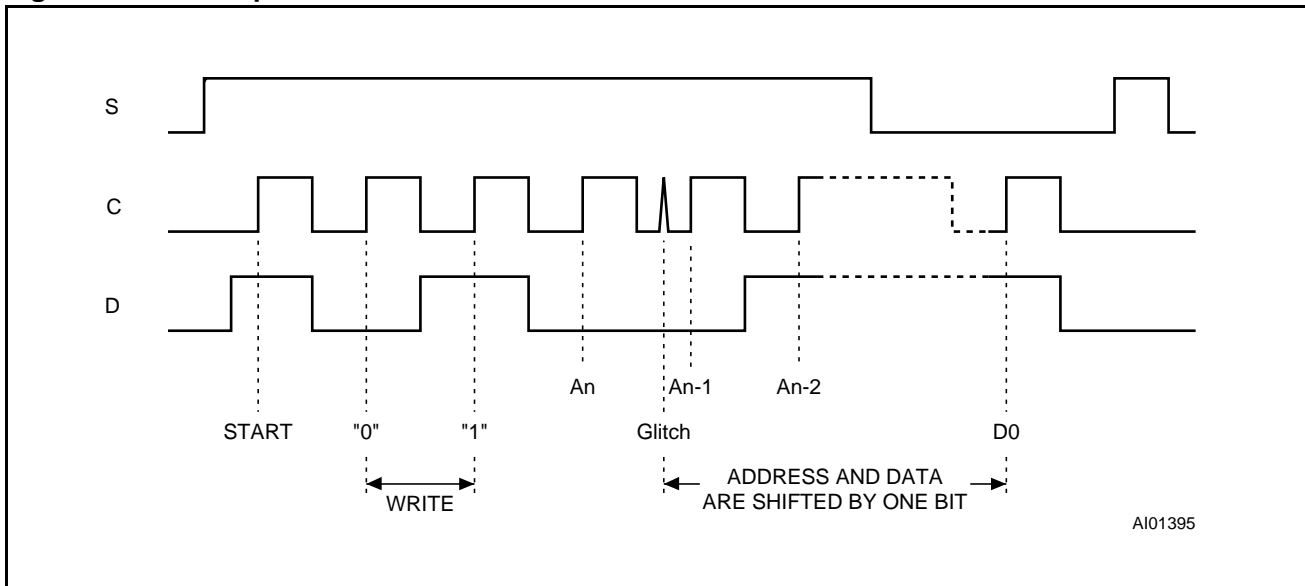 S
C
D
An An-1 An-2
START "0" "1" Glitch D0
WRITE
ADDRESS AND DATA
ARE SHIFTED BY ONE BIT
AI01395